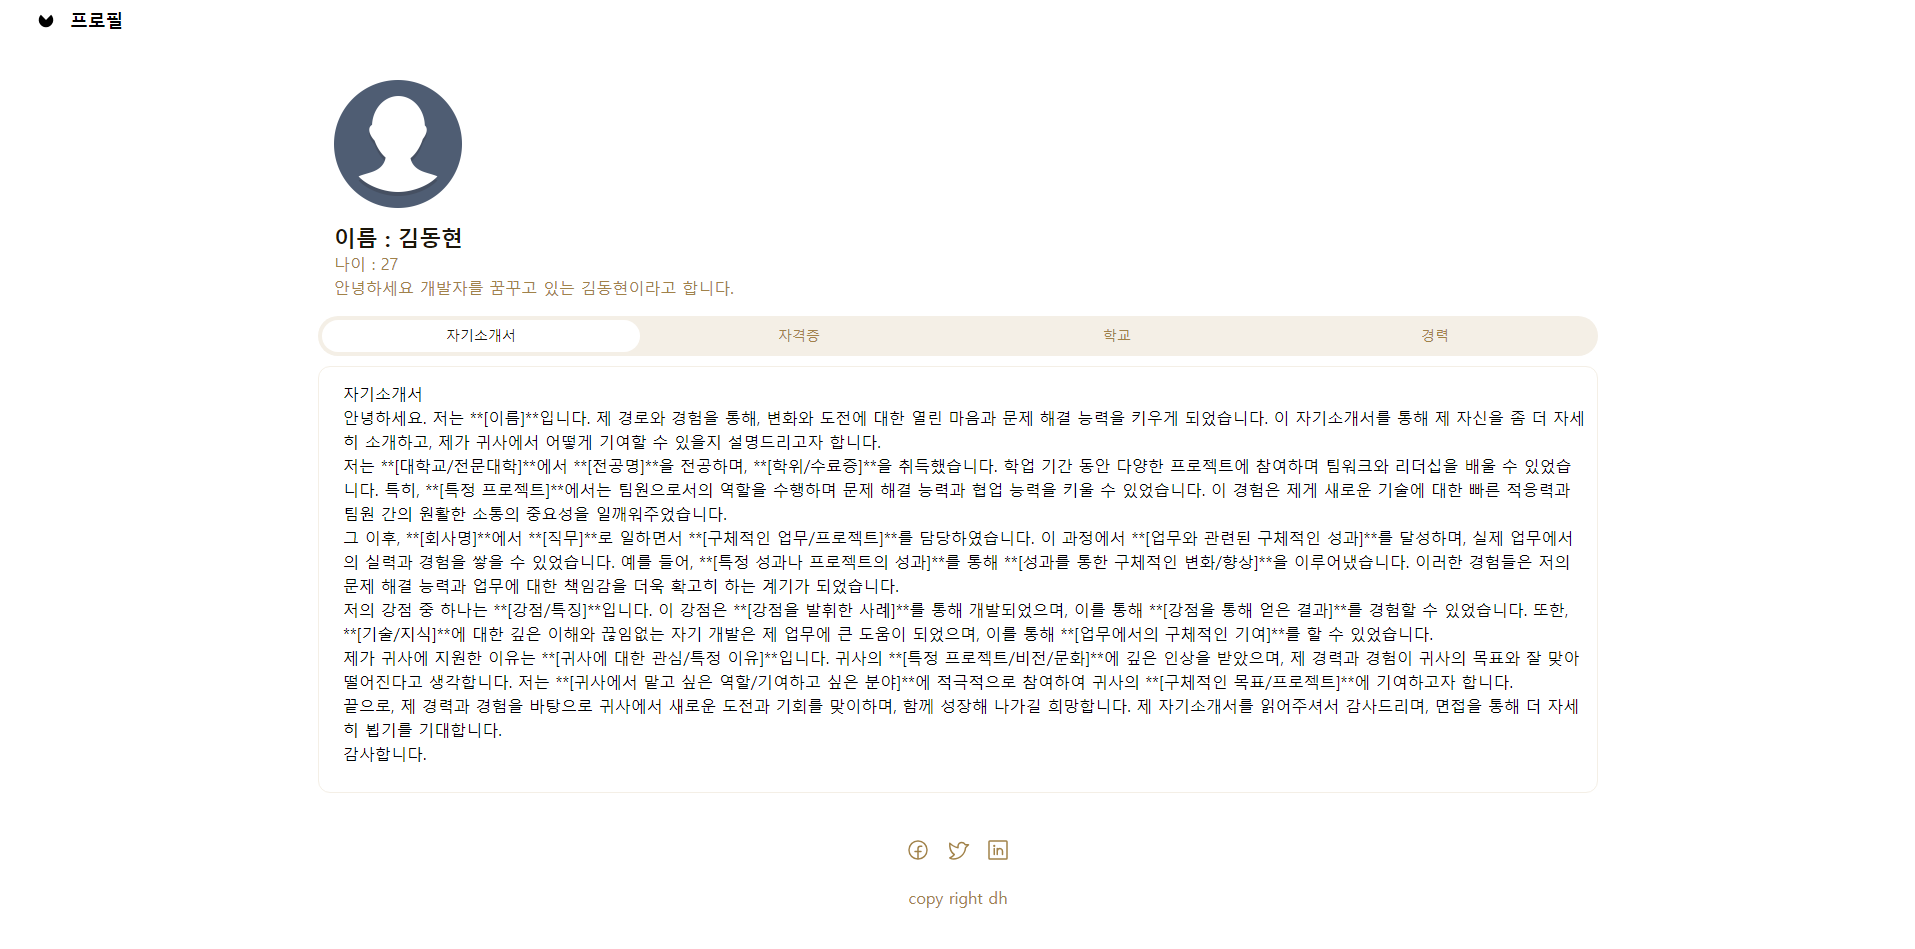 프로필
이름 : 김동현
나이 : 27
안녕하세요 개발자를 꿈꾸고 있는 김동현이라고 합니다.
자기소개서 자격증 학교 경력
자기소개서
안녕하세요. 저는 **[이름]**입니다. 제 경로와 경험을 통해, 변화와 도전에 대한 열린 마음과 문제 해결 능력을 키우게 되었습니다. 이 자기소개서를 통해 제 자신을 좀 더 자세
히 소개하고, 제가 귀사에서 어떻게 기여할 수 있을지 설명드리고자 합니다.
저는 **[대학교/전문대학]**에서 **[전공명]**을 전공하며, **[학위/수료증]**을 취득했습니다. 학업 기간 동안 다양한 프로젝트에 참여하며 팀워크와 리더십을 배울 수 있었습
니다. 특히, **[특정 프로젝트]**에서는 팀원으로서의 역할을 수행하며 문제 해결 능력과 협업 능력을 키울 수 있었습니다. 이 경험은 제게 새로운 기술에 대한 빠른 적응력과
팀원 간의 원활한 소통의 중요성을 일깨워주었습니다.
그 이후, **[회사명]**에서 **[직무]**로 일하면서 **[구체적인 업무/프로젝트]**를 담당하였습니다. 이 과정에서 **[업무와 관련된 구체적인 성과]**를 달성하며, 실제 업무에서
의 실력과 경험을 쌓을 수 있었습니다. 예를 들어, **[특정 성과나 프로젝트의 성과]**를 통해 **[성과를 통한 구체적인 변화/향상]**을 이루어냈습니다. 이러한 경험들은 저의
문제 해결 능력과 업무에 대한 책임감을 더욱 확고히 하는 계기가 되었습니다.
저의 강점 중 하나는 **[강점/특징]**입니다. 이 강점은 **[강점을 발휘한 사례]**를 통해 개발되었으며, 이를 통해 **[강점을 통해 얻은 결과]**를 경험할 수 있었습니다. 또한,
**[기술/지식]**에 대한 깊은 이해와 끊임없는 자기 개발은 제 업무에 큰 도움이 되었으며, 이를 통해 **[업무에서의 구체적인 기여]**를 할 수 있었습니다.
제가 귀사에 지원한 이유는 **[귀사에 대한 관심/특정 이유]**입니다. 귀사의 **[특정 프로젝트/비전/문화]**에 깊은 인상을 받았으며, 제 경력과 경험이 귀사의 목표와 잘 맞아
떨어진다고 생각합니다. 저는 **[귀사에서 맡고 싶은 역할/기여하고 싶은 분야]**에 적극적으로 참여하여 귀사의 **[구체적인 목표/프로젝트]**에 기여하고자 합니다.
끝으로, 제 경력과 경험을 바탕으로 귀사에서 새로운 도전과 기회를 맞이하며, 함께 성장해 나가길 희망합니다. 제 자기소개서를 읽어주셔서 감사드리며, 면접을 통해 더 자세
히 뵙기를 기대합니다.
감사합니다.
copy right dh